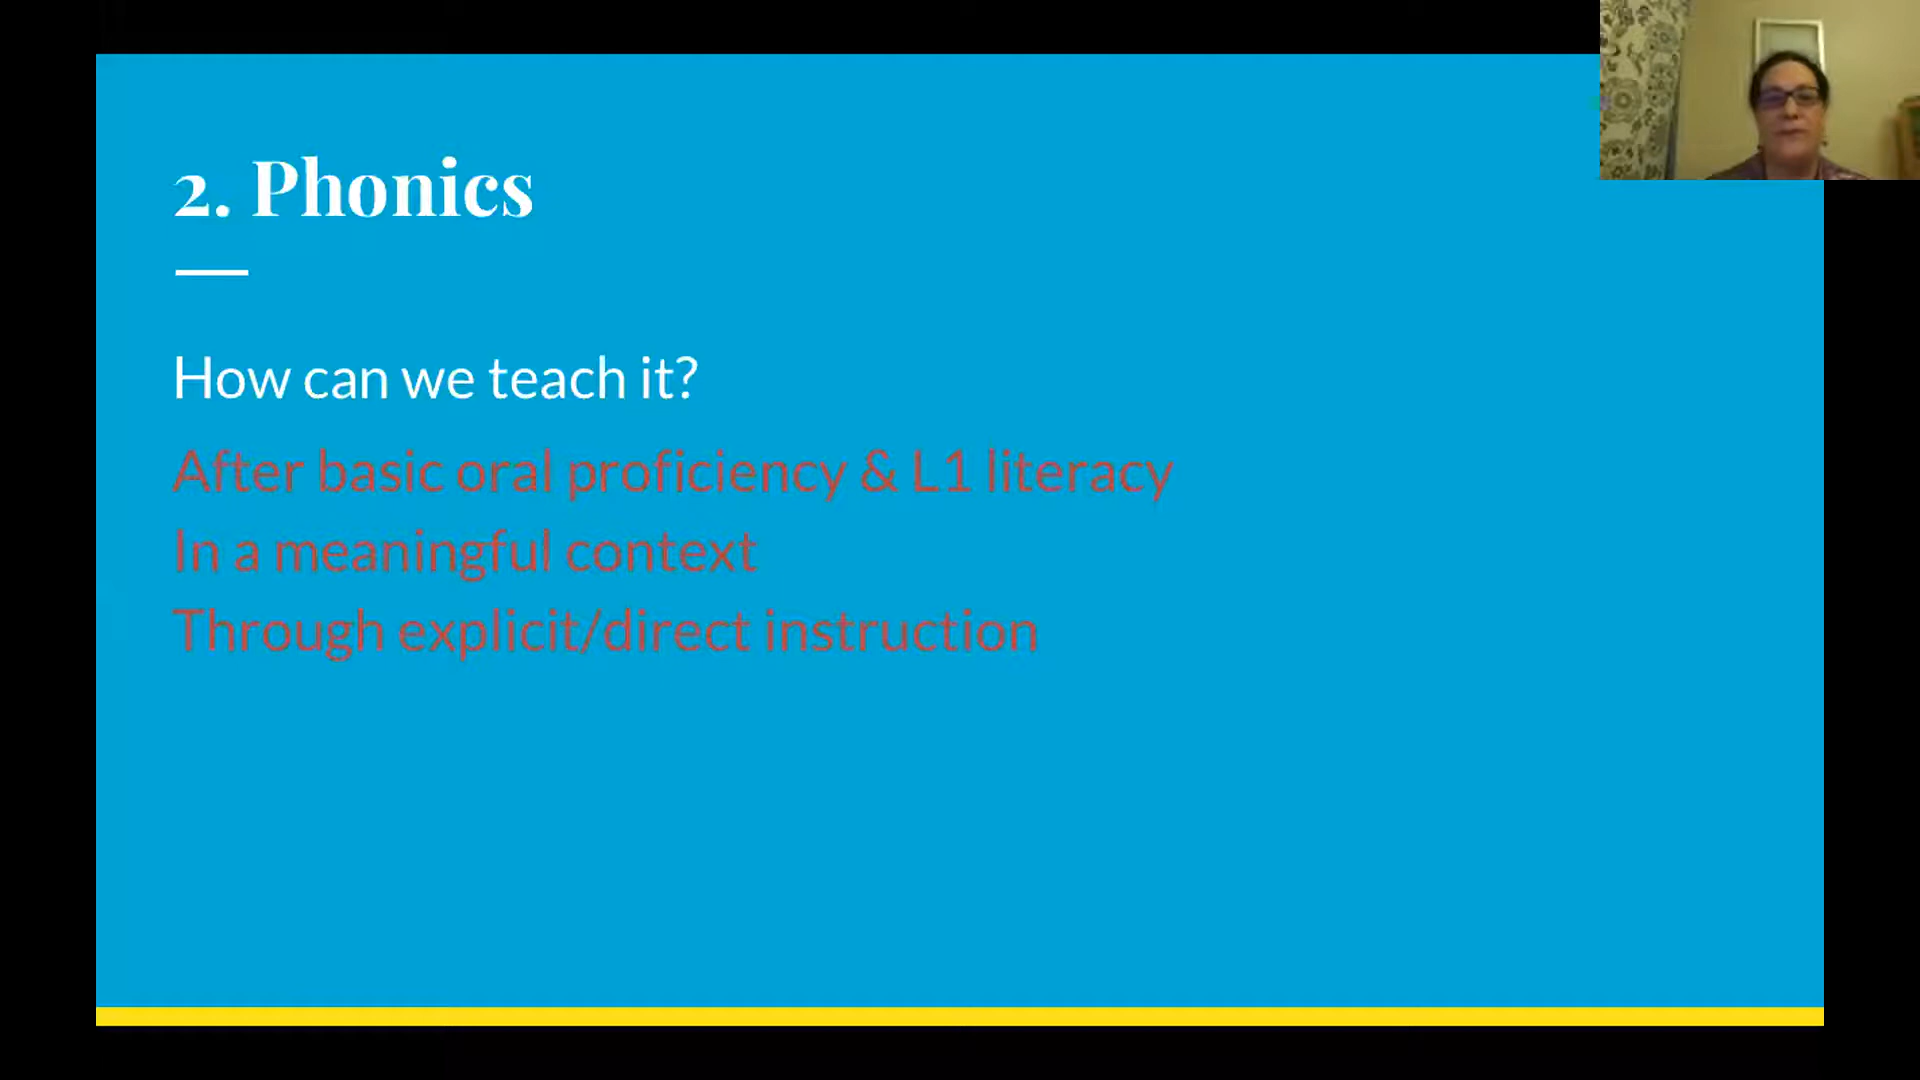 2. Phonics
How can we teach it?
After basic oral proficiency & L1 literacy
In a meaningful context
Through explicit/direct instruction